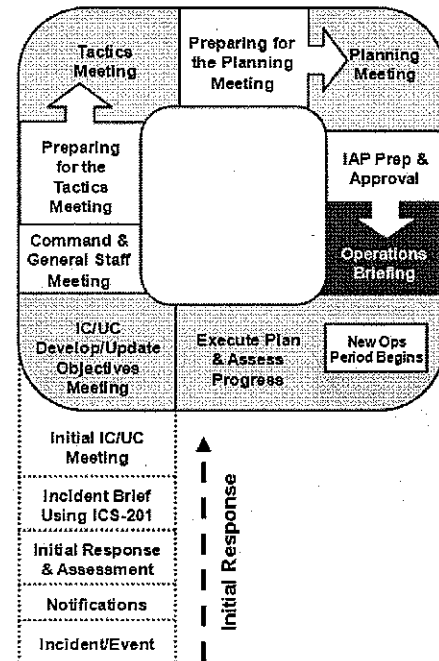 Tactics
Meeting
Preparing for
the Planning
Meeting
Planning
Meeting
Preparing
for the
Tactics
Meeting
IAP Prep &
Approval
Command &
General Staff
Meeting
Operations
Briefing
IC/UC
Develop/Update
Objectives
Meeting
Execute Plan
& Assess
Progress
New Ops
Period Begins
Initial IC/UC
Meeting
Incident Brief
Using ICS-201
Initial Response
& Assessment
Notifications
Incident/Event
Initial Response